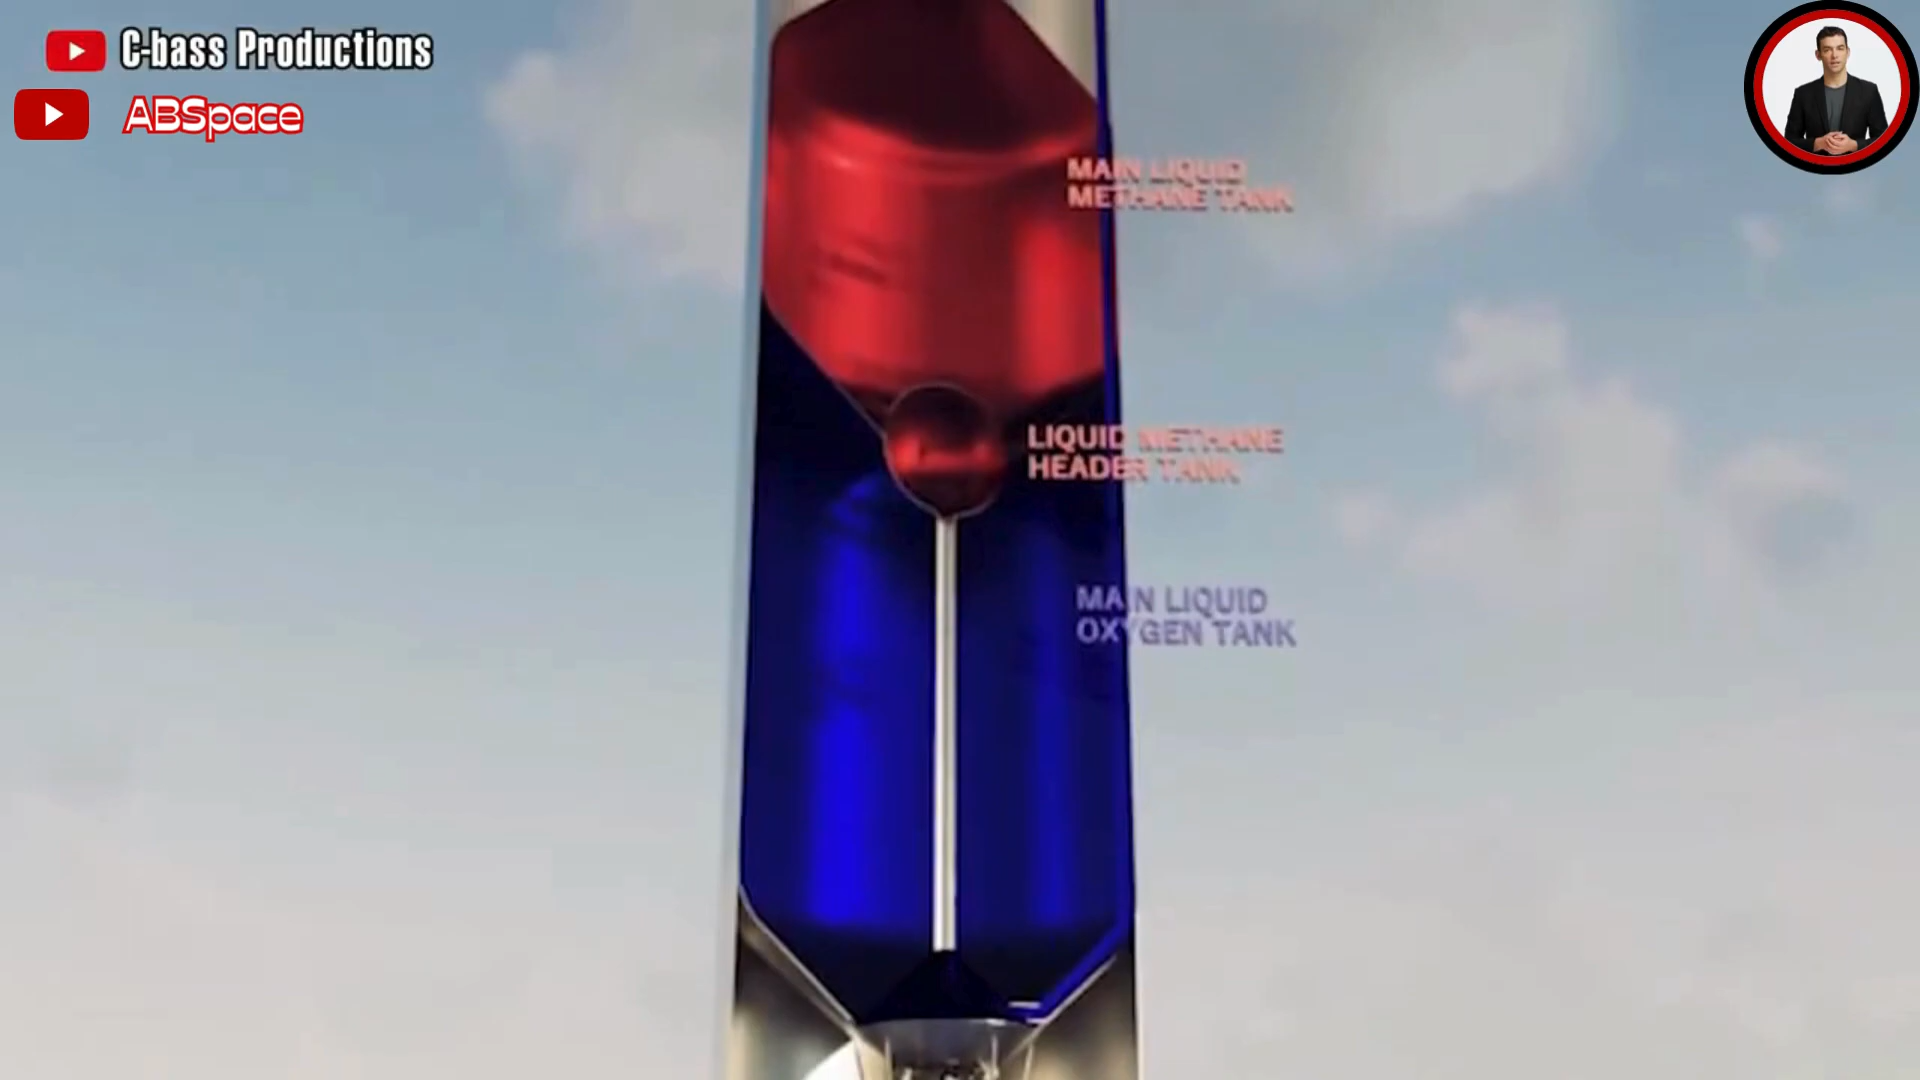 C-bass Productions
ABSpace
MAIN LIQUID
METHANE TANK
LIQUID METHANE
HEADER TANK
MAIN LIQUID
OXYGEN TANK